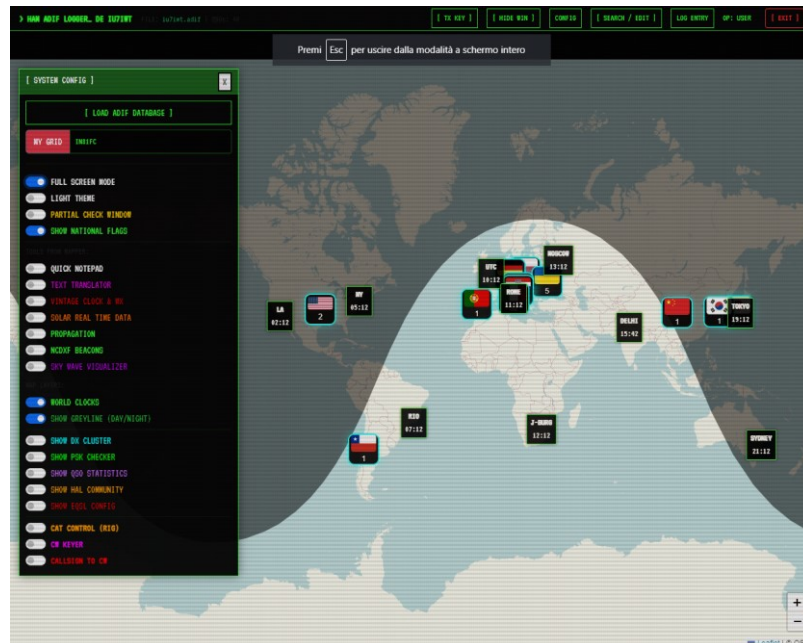 > HAM ADIF LOGGER_ DE IU7IWT FILE: iu7iwt.adif
[ TX KEY ]
[ HIDE WIN ]
CONFIG
[ SEARCH / EDIT ]
LOG ENTRY
OP: USER
[ EXIT ]
Premi Esc per uscire dalla modalità a schermo intero
[ SYSTEM CONFIG ]
X
[ LOAD ADIF DATABASE ]
MY GRID
FULL SCREEN MODE
LIGHT THEME
PARTIAL CHECK WINDOW
SHOW NATIONAL FLAGS
QUICK NOTEPAD
TEXT TRANSLATOR
VINTAGE CLOCK & WX
SOLAR REAL TIME DATA
PROPAGATION
NCDXF BEACONS
SKY WAVE VISUALIZER
WORLD CLOCKS
SHOW GREYLINE (DAY/NIGHT)
SHOW DX CLUSTER
SHOW PSK CHECKER
SHOW QSO STATISTICS
SHOW HAL COMMUNITY
SHOW EQSL CONFIG
CAT CONTROL (RIG)
CW KEYER
CALLSIGN TO CW
MOSCOW
13:12
UTC
10:12
5
ROME
11:12
1
NY
05:12
LA
02:12
2
1
1
TOKYO
19:12
DELHI
15:42
RIO
07:12
J-BURG
12:12
1
SYDNEY
21:12
+
−
Leaflet